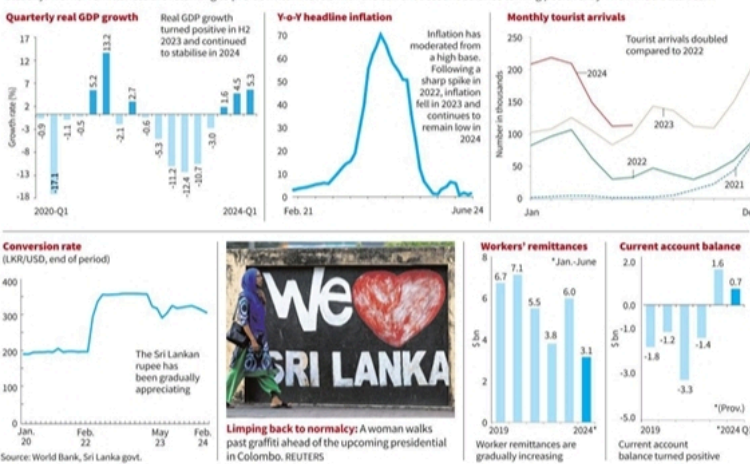 Quarterly real GDP growth
Real GDP growth
turned positive in H2
2023 and continued
to stabilise in 2024
Growth rate (%)
17
12
7
2
-3
-8
-13
-18
-0.9
-17.1
-1.1
-0.5
5.2
13.2
-2.1
2.7
-0.6
-5.3
-11.2
-12.4
-10.7
-3.0
1.6
4.5
5.3
2020-Q1
2024-Q1
Y-o-Y headline inflation
70
60
50
40
30
20
10
0
Inflation has
moderated from
a high base.
Following a
sharp spike in
2022, inflation
fell in 2023 and
continues to
remain low in
2024
Feb. 21
June 24
Monthly tourist arrivals
Number in thousands
250
200
150
100
50
0
Tourist arrivals doubled
compared to 2022
2024
2023
2022
2021
Jan
Conversion rate
(LKR/USD, end of period)
400
300
200
100
0
The Sri Lankan
rupee has
been gradually
appreciating
Jan.
20
Feb.
22
May
23
Feb.
24
Source: World Bank, Sri Lanka govt.
We
SRI LANKA
Limping back to normalcy: A woman walks
past graffiti ahead of the upcoming presidential
in Colombo. REUTERS
Workers' remittances
*Jan.-June
$ bn
8
6
4
2
0
6.7
7.1
5.5
3.8
6.0
3.1
2019
2024*
Worker remittances are
gradually increasing
Current account balance
$ bn
2.0
0.0
-1.0
-3.0
-5.0
-1.8
-1.2
-3.3
-1.4
1.6
0.7
*(Prov.)
2019
*2024 Q
Current account
balance turned positive